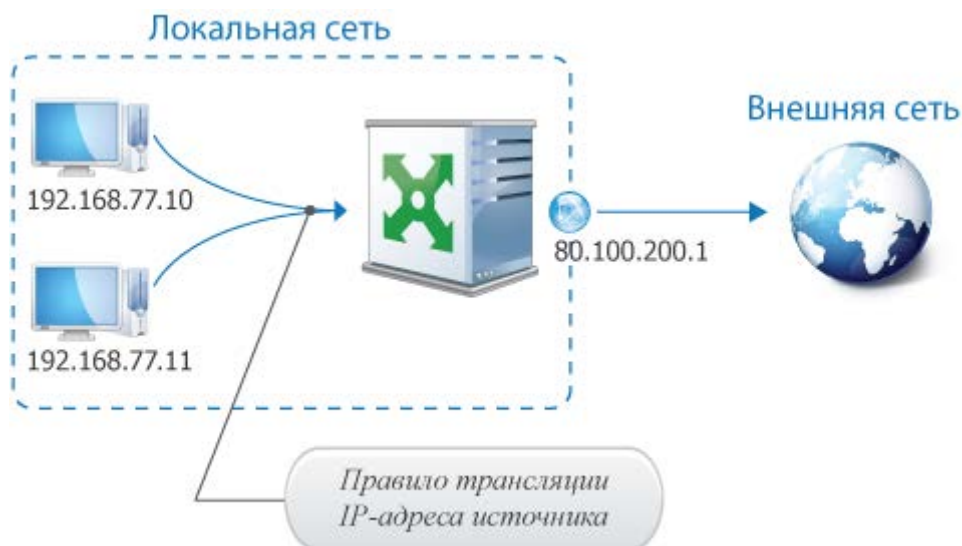 Локальная сеть
Внешняя сеть
192.168.77.10
80.100.200.1
192.168.77.11
Правило трансляции
IP-адреса источника